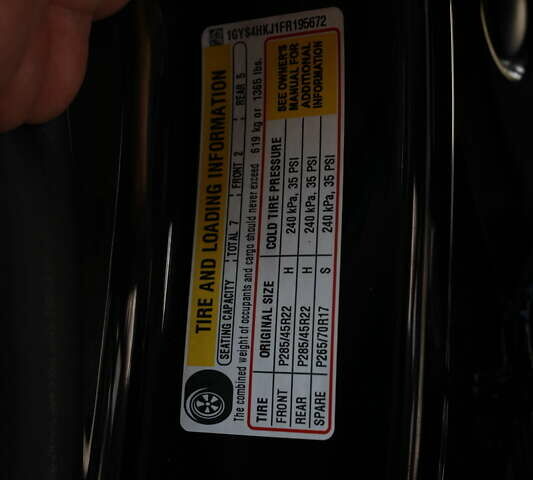 1GYS4HKJ1FR195672
TIRE AND LOADING INFORMATION
SEATING CAPACITY TOTAL 7 FRONT 2 REAR 5
The combined weight of occupants and cargo should never exceed 619 kg or 1365 lbs.
TIRE ORIGINAL SIZE COLD TIRE PRESSURE
FRONT P285/45R22 H 240 kPa, 35 PSI
REAR P285/45R22 H 240 kPa, 35 PSI
SPARE P265/70R17 S 240 kPa, 35 PSI
SEE OWNER'S
MANUAL FOR
ADDITIONAL
INFORMATION